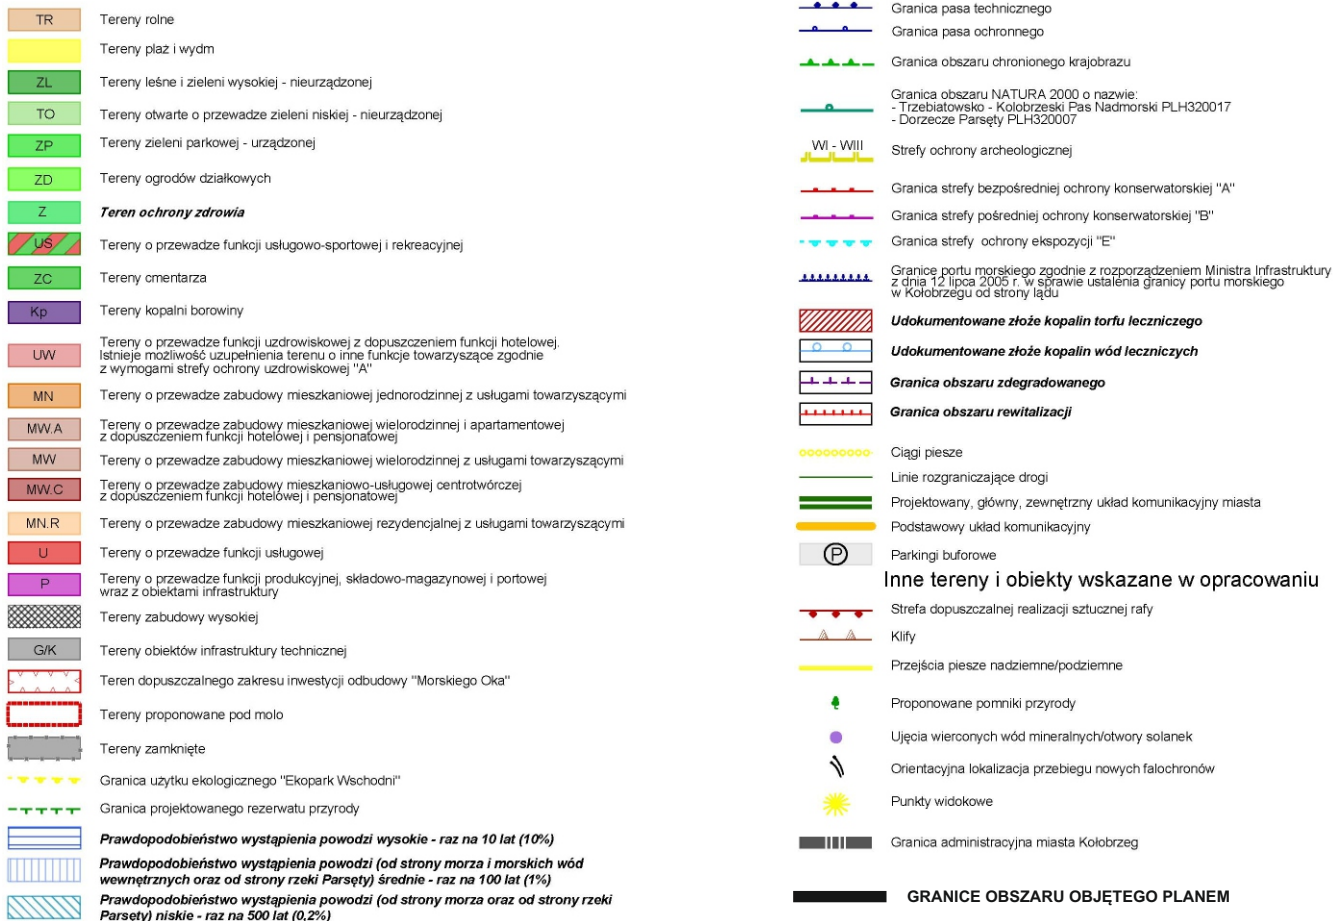 TR Tereny rolne
Tereny plaż i wydm
ZL Tereny leśne i zieleni wysokiej - nieurządzonej
TO Tereny otwarte o przewadze zieleni niskiej - nieurządzonej
ZP Tereny zieleni parkowej - urządzonej
ZD Tereny ogrodów działkowych
Z Teren ochrony zdrowia
US Tereny o przewadze funkcji usługowo-sportowej i rekreacyjnej
ZC Tereny cmentarza
Kp Tereny kopalni borowiny
UW Tereny o przewadze funkcji uzdrowiskowej z dopuszczeniem funkcji hotelowej.
Istnieje możliwość uzupełnienia terenu o inne funkcje towarzyszące zgodnie
z wymogami strefy ochrony uzdrowiskowej "A"
MN Tereny o przewadze zabudowy mieszkaniowej jednorodzinnej z usługami towarzyszącymi
MW.A Tereny o przewadze zabudowy mieszkaniowej wielorodzinnej i apartamentowej
z dopuszczeniem funkcji hotelowej i pensjonatowej
MW Tereny o przewadze zabudowy mieszkaniowej wielorodzinnej z usługami towarzyszącymi
MW.C Tereny o przewadze zabudowy mieszkaniowo-usługowej centrotwórczej
z dopuszczeniem funkcji hotelowej i pensjonatowej
MN.R Tereny o przewadze zabudowy mieszkaniowej rezydencjalnej z usługami towarzyszącymi
U Tereny o przewadze funkcji usługowej
P Tereny o przewadze funkcji produkcyjnej, składowo-magazynowej i portowej
wraz z obiektami infrastruktury
Tereny zabudowy wysokiej
G/K Tereny obiektów infrastruktury technicznej
Teren dopuszczalnego zakresu inwestycji odbudowy "Morskiego Oka"
Tereny proponowane pod molo
Tereny zamknięte
Granica użytku ekologicznego "Ekopark Wschodni"
Granica projektowanego rezerwatu przyrody
Prawdopodobieństwo wystąpienia powodzi wysokie - raz na 10 lat (10%)
Prawdopodobieństwo wystąpienia powodzi (od strony morza i morskich wód
wewnętrznych oraz od strony rzeki Parsęty) średnie - raz na 100 lat (1%)
Prawdopodobieństwo wystąpienia powodzi (od strony morza oraz od strony rzeki
Parsęty) niskie - raz na 500 lat (0,2%)
Granica pasa technicznego
Granica pasa ochronnego
Granica obszaru chronionego krajobrazu
Granica obszaru NATURA 2000 o nazwie:
- Trzebiatowsko - Kolobrzeski Pas Nadmorski PLH320017
- Dorzecze Parsęty PLH320007
WI - WIII Strefy ochrony archeologicznej
Granica strefy bezpośredniej ochrony konserwatorskiej "A"
Granica strefy pośredniej ochrony konserwatorskiej "B"
Granica strefy ochrony ekspozycji "E"
Granice portu morskiego zgodnie z rozporządzeniem Ministra Infrastruktury
z dnia 12 lipca 2005 r. w sprawie ustalenia granicy portu morskiego
w Kołobrzegu od strony lądu
Udokumentowane złoże kopalin torfu leczniczego
Udokumentowane złoże kopalin wód leczniczych
Granica obszaru zdegradowanego
Granica obszaru rewitalizacji
Ciągi piesze
Linie rozgraniczające drogi
Projektowany, główny, zewnętrzny układ komunikacyjny miasta
Podstawowy układ komunikacyjny
P Parkingi buforowe
Inne tereny i obiekty wskazane w opracowaniu
Strefa dopuszczalnej realizacji sztucznej rafy
Klify
Przejścia piesze nadziemne/podziemne
Proponowane pomniki przyrody
Ujęcia wierconych wód mineralnych/otwory solanek
Orientacyjna lokalizacja przebiegu nowych falochronów
Punkty widokowe
Granica administracyjna miasta Kołobrzeg
GRANICE OBSZARU OBJĘTEGO PLANEM